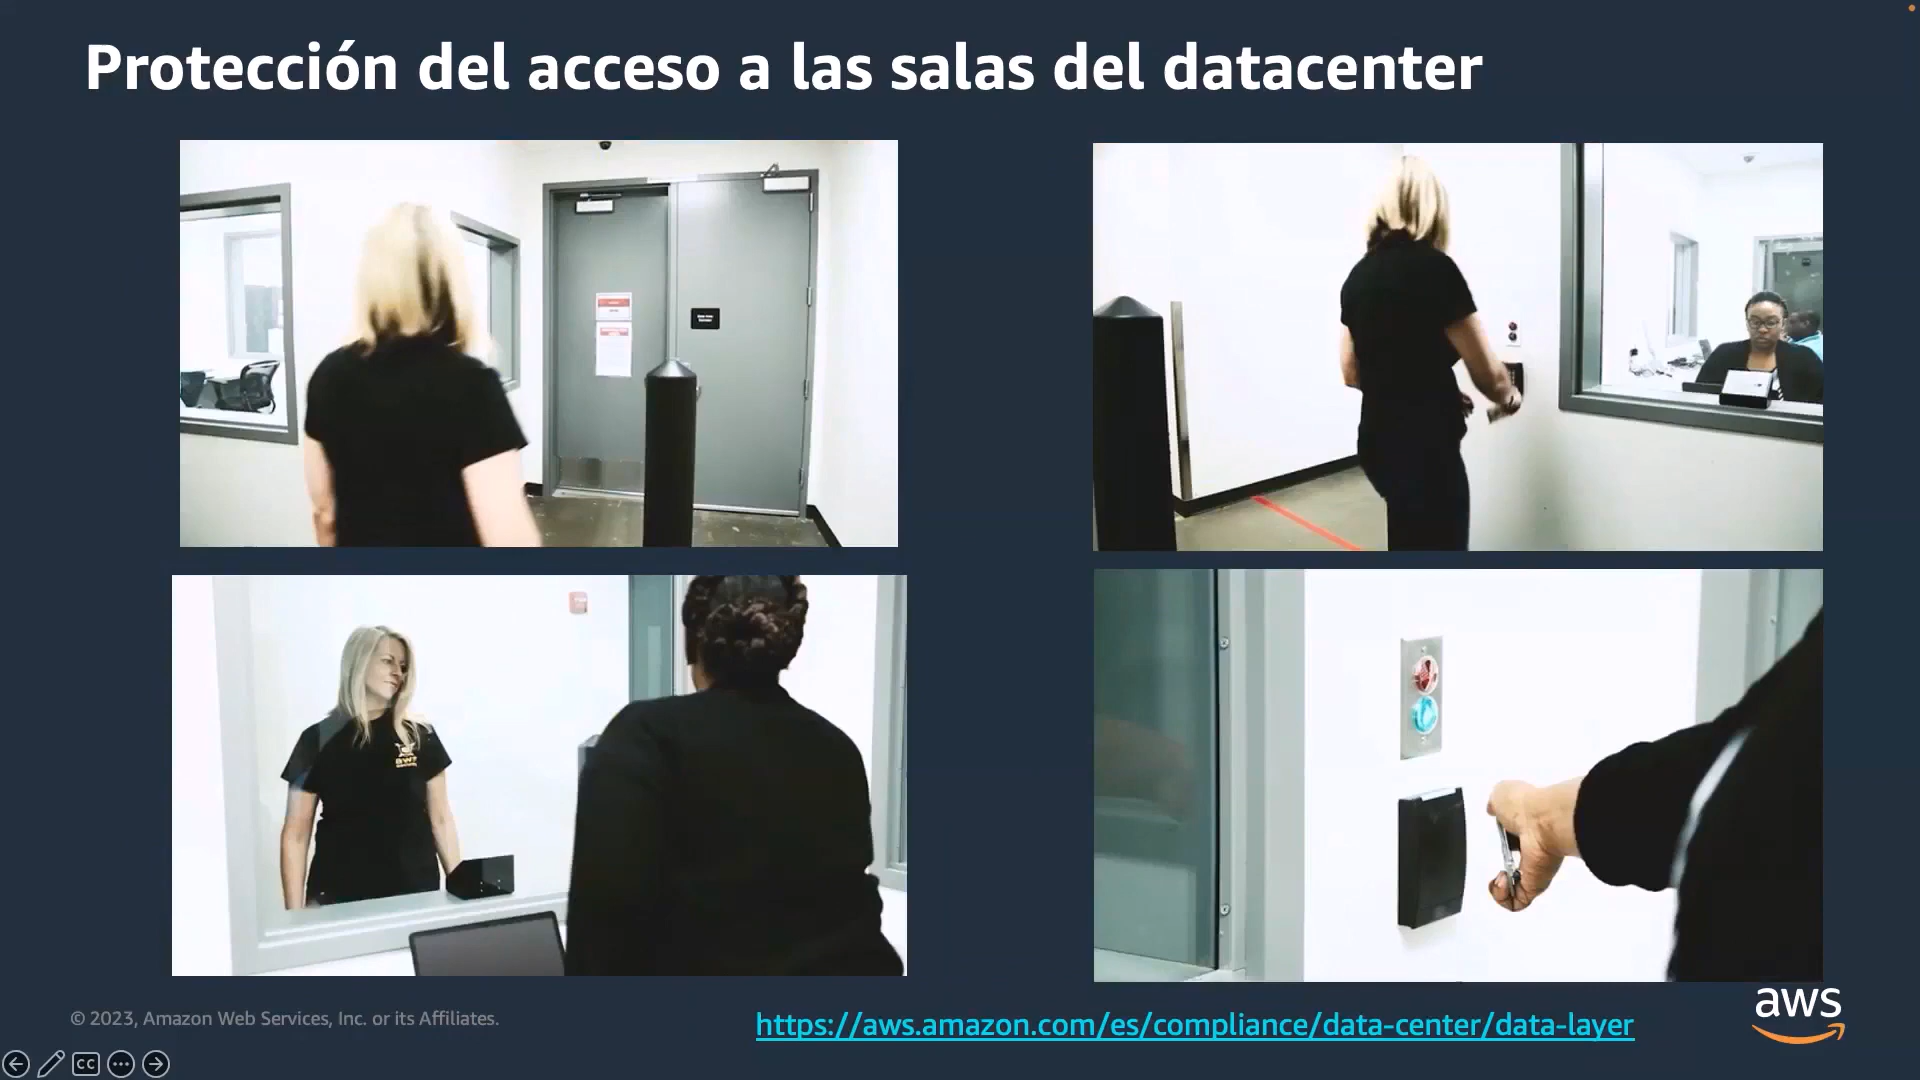 Protección del acceso a las salas del datacenter
© 2023, Amazon Web Services, Inc. or its Affiliates.
https://aws.amazon.com/es/compliance/data-center/data-layer
aws
CC